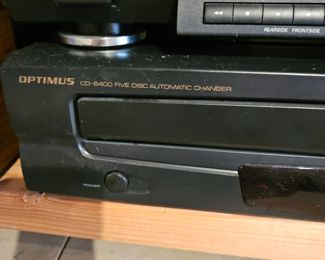 REARSIDE FRONTSIDE
OPTIMUS CD-6400 FIVE DISC AUTOMATIC CHANGER
POWER